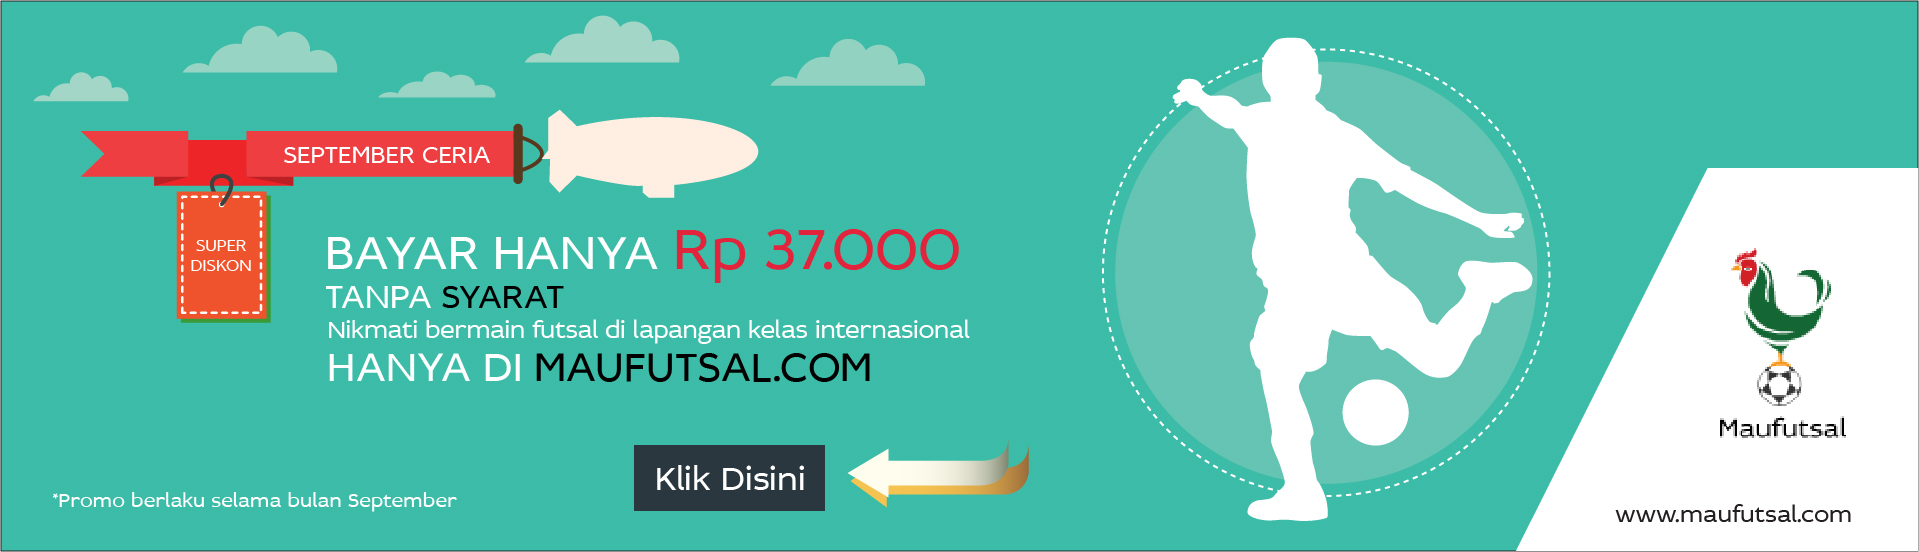 SEPTEMBER CERIA
SUPER
DISKON
BAYAR HANYA Rp 37.000
TANPA SYARAT
Nikmati bermain futsal di lapangan kelas internasional
HANYA DI MAUFUTSAL.COM
Klik Disini
*Promo berlaku selama bulan September
Maufutsal
www.maufutsal.com